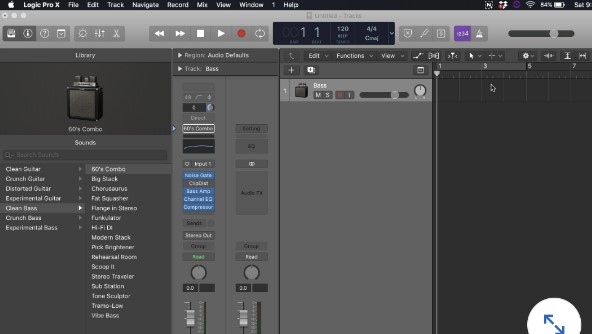 Logic Pro X File Edit Track Navigate Record Mix View Window 1 Help 84% Sat 9:
Untitled - Tracks
1 1 120 KEEP 4/4 Cmaj
Library Region: Audio Defaults Edit Functions View
Track: Bass
1 3 5 7
1 Bass
M S R I
60's Combo
Direct
60's Combo Setting
EQ
Sounds
Search Sounds
Input 1
Clean Guitar 60's Combo
Crunch Guitar Big Stack
Distorted Guitar Chorusaurus
Experimental Guitar Fat Squasher
Clean Bass Flange in Stereo
Crunch Bass Funkulator
Experimental Bass Hi-Fi DI
Modern Stack
Pick Brightener
Rehearsal Room
Scoop It
Stereo Traveler
Sub Station
Tone Sculptor
Tremo-Low
Vibe Bass
Noise Gate
ClipDist
Bass Amp Audio FX
Channel EQ
Compressor
Sends
Stereo Out
Group Group
Read Read
0.0 0.0